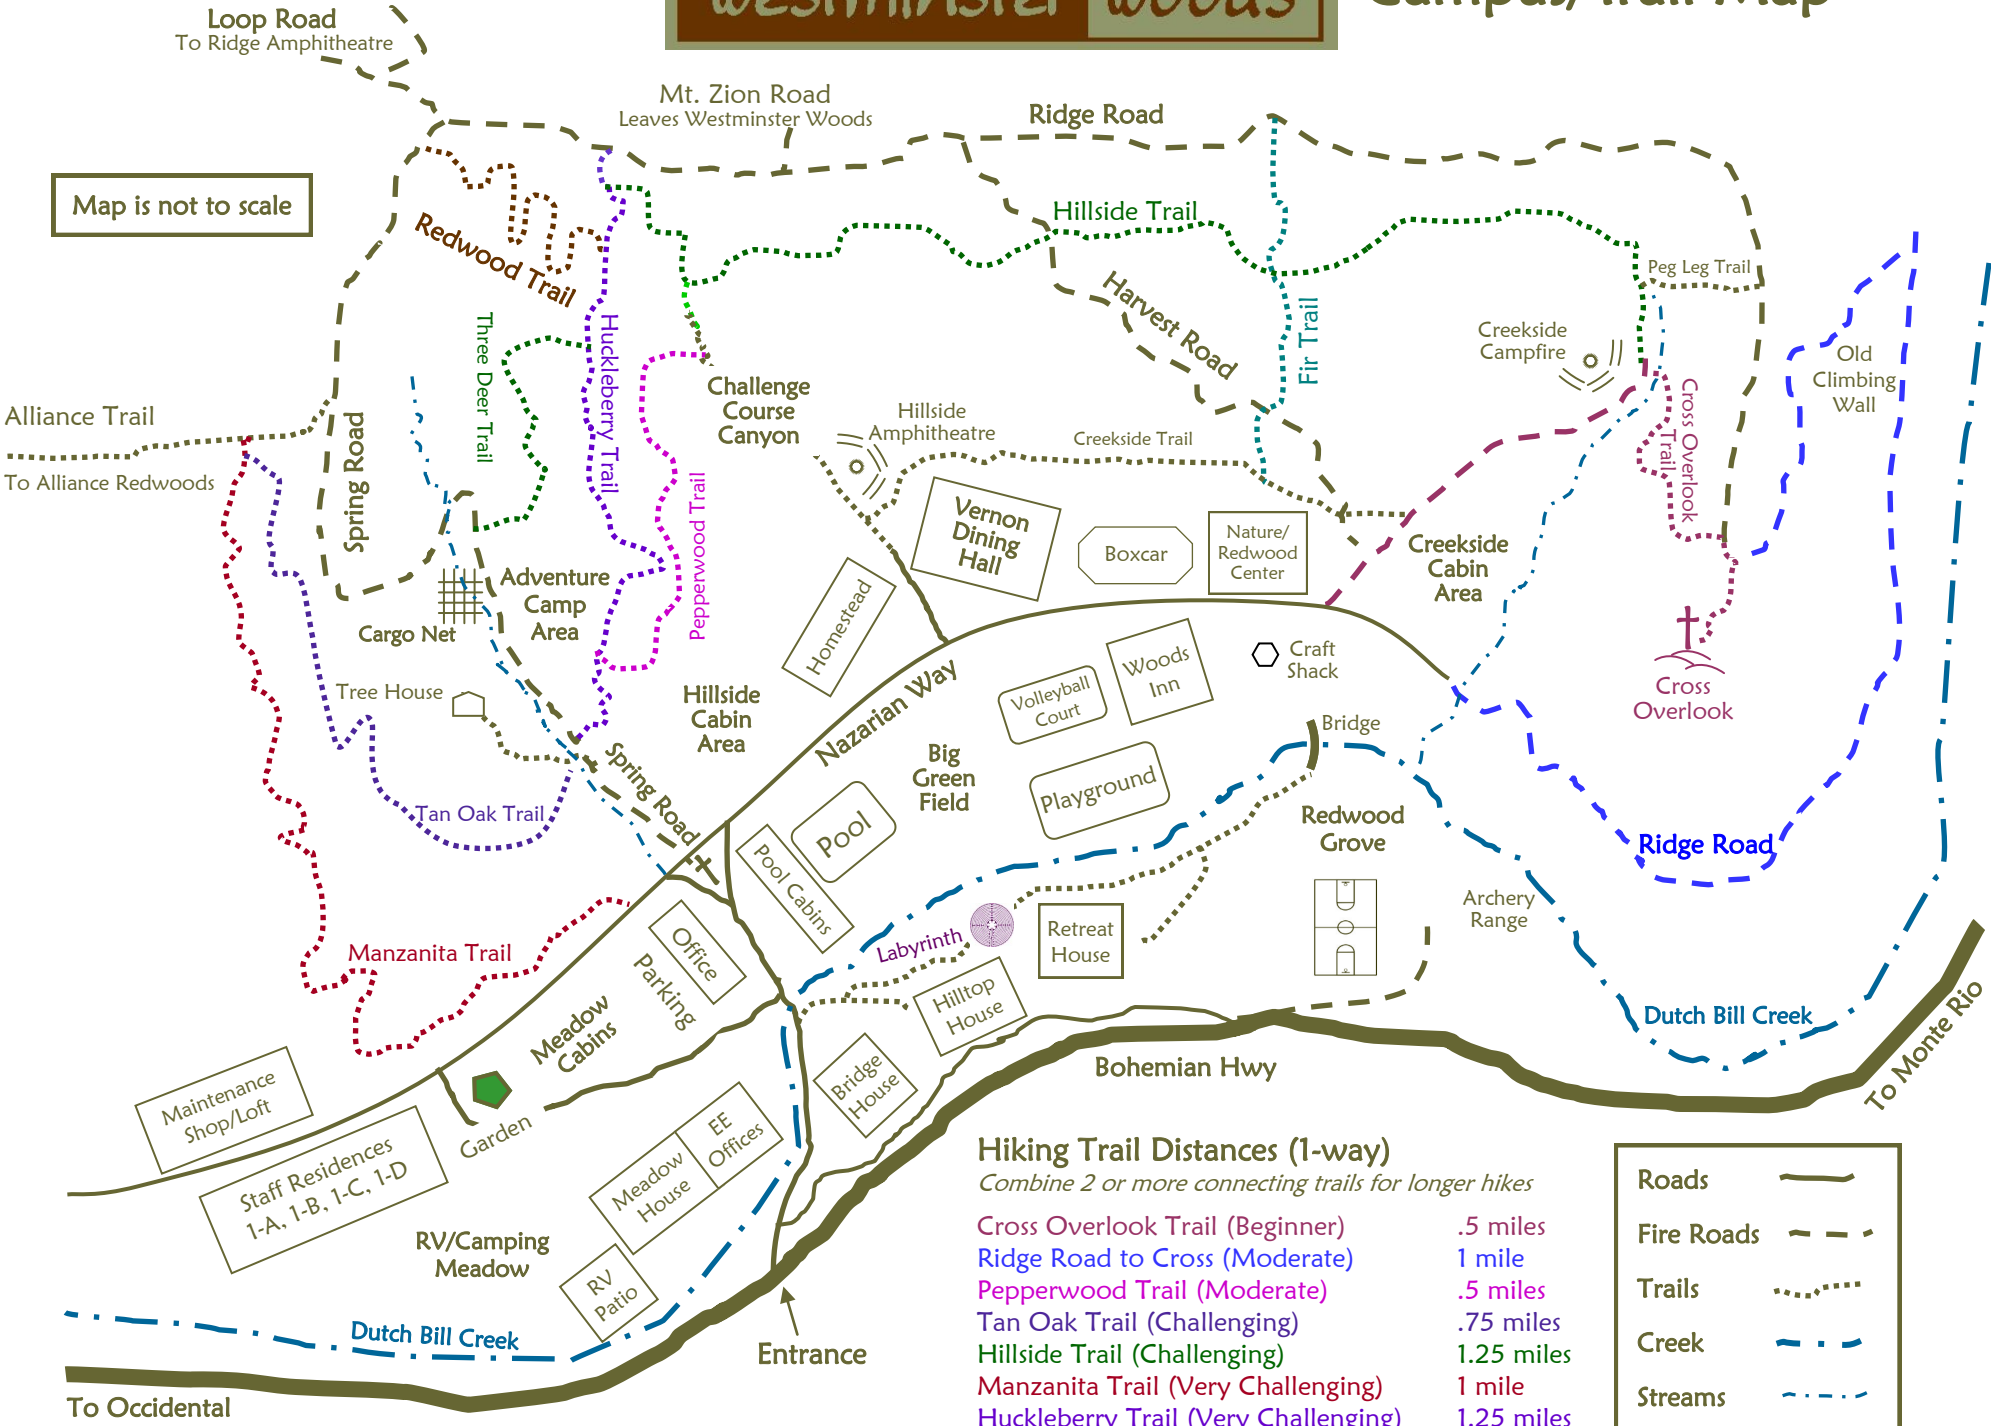 westminster woods
Campus/Trail Map
Loop Road
To Ridge Amphitheatre
Mt. Zion Road
Leaves Westminster Woods
Ridge Road
Map is not to scale
Redwood Trail
Hillside Trail
Peg Leg Trail
Harvest Road
Fir Trail
Three Deer Trail
Huckleberry Trail
Creekside
Campfire
Old
Climbing
Wall
Challenge
Course
Canyon
Cross Overlook
Trail
Alliance Trail
To Alliance Redwoods
Spring Road
Hillside
Amphitheatre
Creekside Trail
Pepperwood Trail
Vernon
Dining
Hall
Boxcar
Nature/
Redwood
Center
Creekside
Cabin
Area
Adventure
Camp
Area
Cargo Net
Homestead
Tree House
Hillside
Cabin
Area
Nazarian Way
Volleyball
Court
Woods
Inn
Craft
Shack
Cross
Overlook
Bridge
Spring Road
Big
Green
Field
Playground
Pool
Pool Cabins
Tan Oak Trail
Redwood
Grove
Ridge Road
Archery
Range
Manzanita Trail
Office
Parking
Labyrinth
Retreat
House
Hilltop
House
Meadow
Cabins
Dutch Bill Creek
Bridge
House
Bohemian Hwy
To Monte Rio
Maintenance
Shop/Loft
Garden
Staff Residences
1-A, 1-B, 1-C, 1-D
EE
Offices
Meadow
House
RV/Camping
Meadow
RV
Patio
Dutch Bill Creek
Entrance
To Occidental
Hiking Trail Distances (1-way)
Combine 2 or more connecting trails for longer hikes
Cross Overlook Trail (Beginner) .5 miles
Ridge Road to Cross (Moderate) 1 mile
Pepperwood Trail (Moderate) .5 miles
Tan Oak Trail (Challenging) .75 miles
Hillside Trail (Challenging) 1.25 miles
Manzanita Trail (Very Challenging) 1 mile
Huckleberry Trail (Very Challenging) 1.25 miles
Roads
Fire Roads
Trails
Creek
Streams